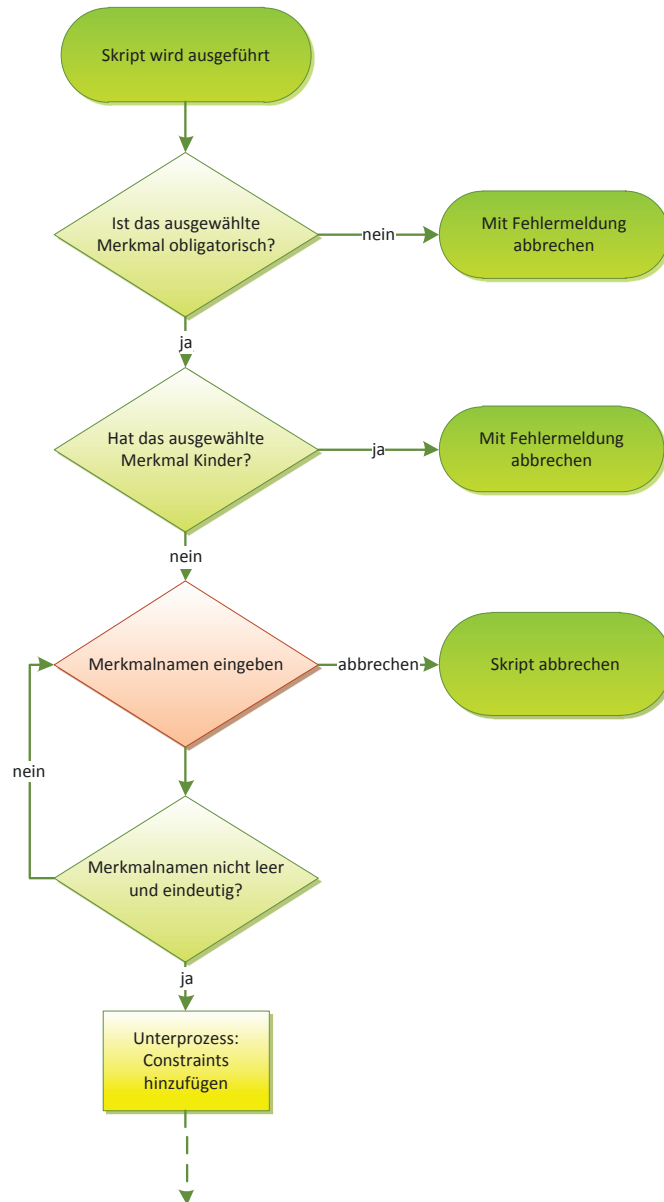 Skript wird ausgeführt
Ist das ausgewählte
Merkmal obligatorisch?
nein
Mit Fehlermeldung
abbrechen
ja
Hat das ausgewählte
Merkmal Kinder?
ja
Mit Fehlermeldung
abbrechen
nein
Merkmalnamen eingeben
abbrechen
Skript abbrechen
nein
Merkmalnamen nicht leer
und eindeutig?
ja
Unterprozess:
Constraints
hinzufügen